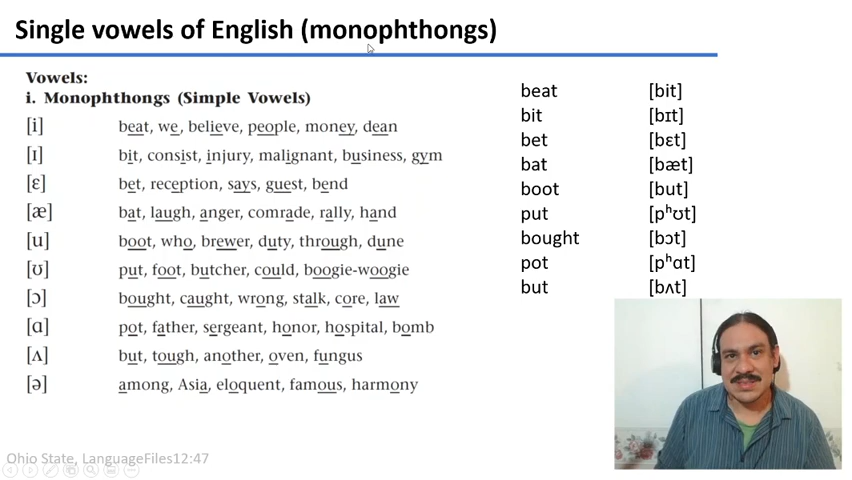 Single vowels of English (monophthongs)
Vowels:
i. Monophthongs (Simple Vowels)
[i] beat, we, believe, people, money, dean
[ɪ] bit, consist, injury, malignant, business, gym
[ɛ] bet, reception, says, guest, bend
[æ] bat, laugh, anger, comrade, rally, hand
[u] boot, who, brewer, duty, through, dune
[ʊ] put, foot, butcher, could, boogie-woogie
[ɔ] bought, caught, wrong, stalk, core, law
[ɑ] pot, father, sergeant, honor, hospital, bomb
[ʌ] but, tough, another, oven, fungus
[ə] among, Asia, eloquent, famous, harmony
beat [bit]
bit [bɪt]
bet [bɛt]
bat [bæt]
boot [but]
put [pʰʊt]
bought [bɔt]
pot [pʰɑt]
but [bʌt]
Ohio State, LanguageFiles12:47